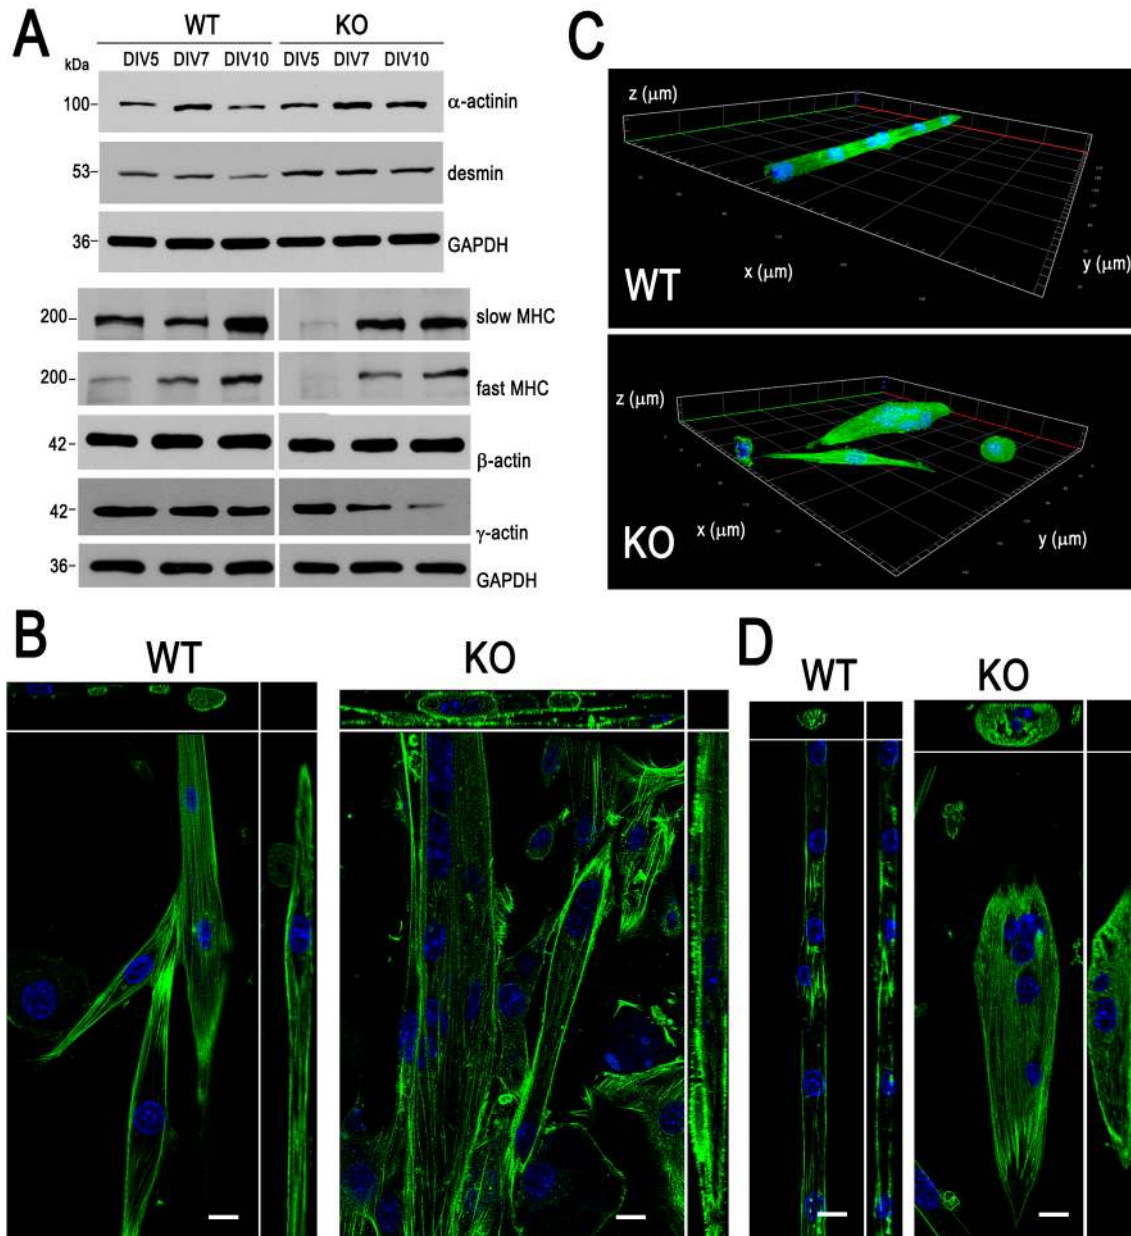 A
WT KO
DIV5 DIV7 DIV10 DIV5 DIV7 DIV10
kDa
100 α-actinin
53 desmin
36 GAPDH
200 slow MHC
200 fast MHC
42 β-actin
42 γ-actin
36 GAPDH
C
z (μm)
x (μm)
y (μm)
WT
z (μm)
x (μm)
y (μm)
KO
B
WT KO
D
WT KO